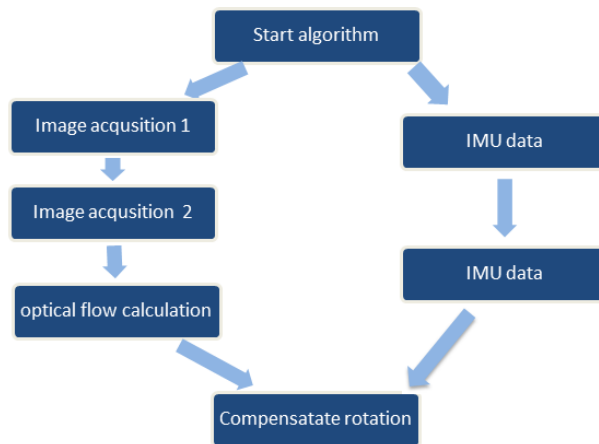 Start algorithm
Image acqusition 1
IMU data
Image acqusition 2
IMU data
optical flow calculation
Compensatate rotation